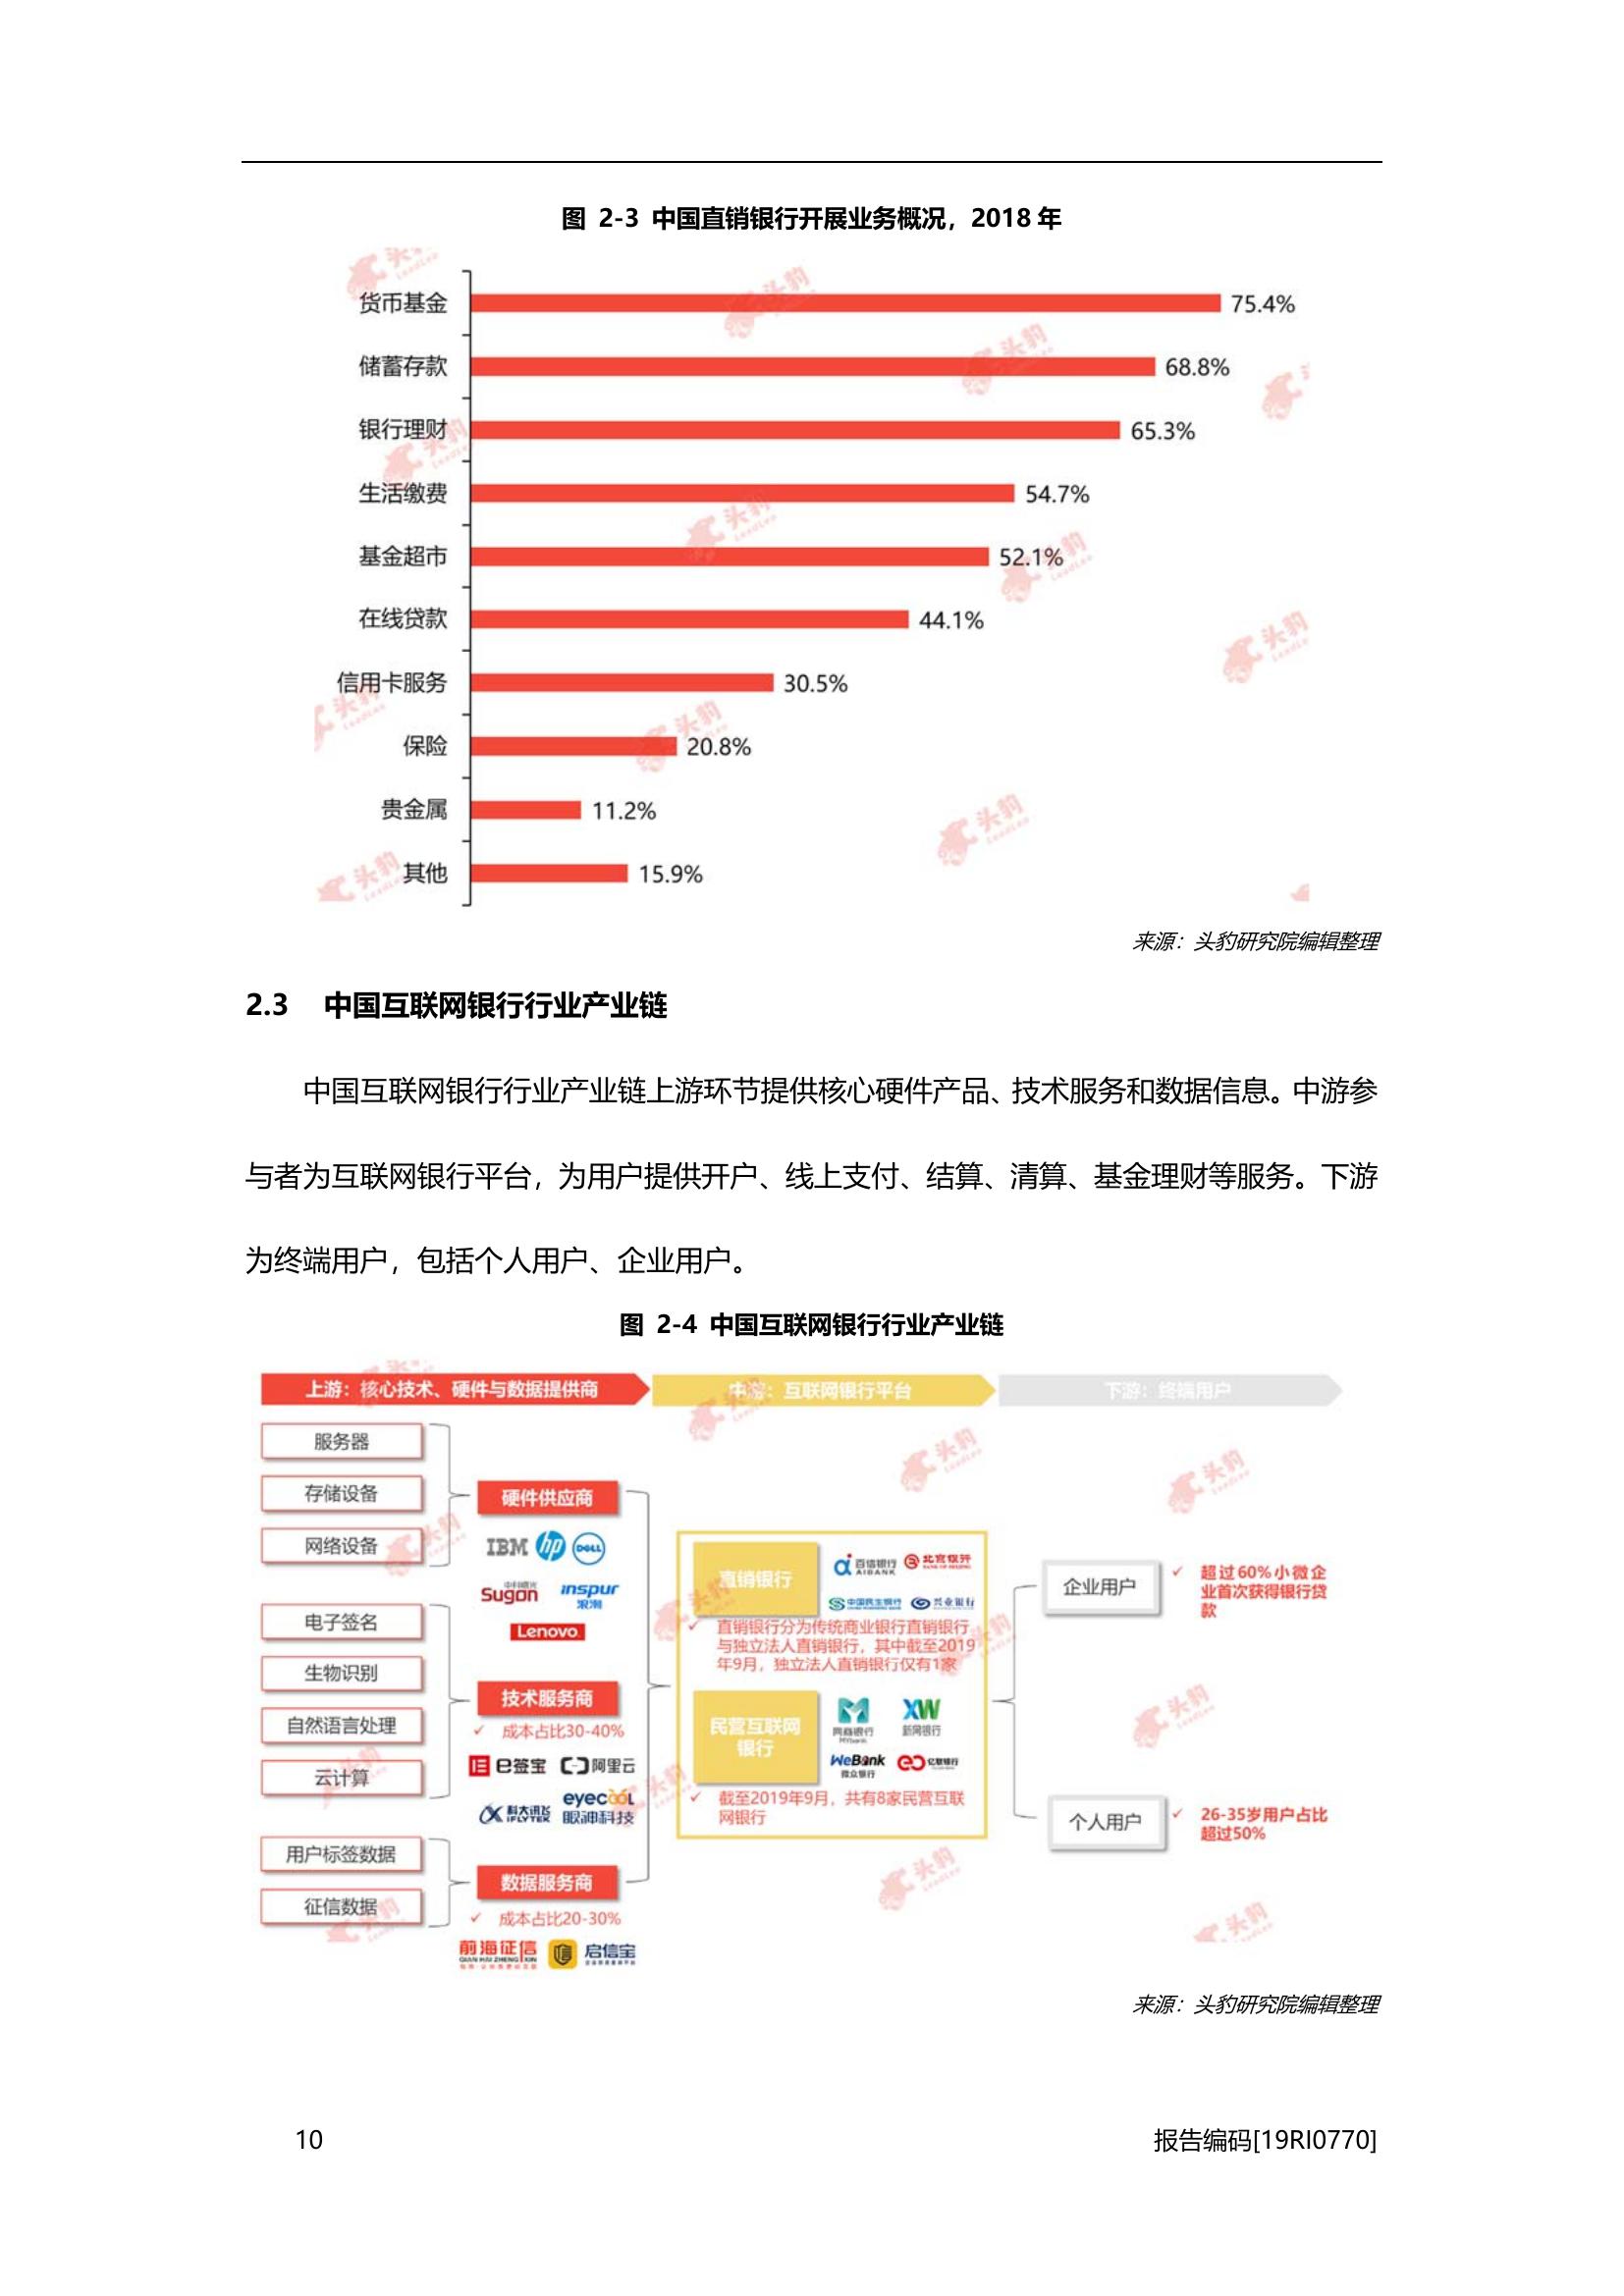 图 2-3 中国直销银行开展业务概况，2018 年
货币基金 75.4%
储蓄存款 68.8%
银行理财 65.3%
生活缴费 54.7%
基金超市 52.1%
在线贷款 44.1%
信用卡服务 30.5%
保险 20.8%
贵金属 11.2%
其他 15.9%
来源：头豹研究院编辑整理
2.3 中国互联网银行行业产业链
中国互联网银行行业产业链上游环节提供核心硬件产品、技术服务和数据信息。中游参
与者为互联网银行平台，为用户提供开户、线上支付、结算、清算、基金理财等服务。下游
为终端用户，包括个人用户、企业用户。
图 2-4 中国互联网银行行业产业链
上游：核心技术、硬件与数据提供商
中游：互联网银行平台
下游：终端用户
服务器
存储设备
网络设备
硬件供应商
IBM hp DELL
中科曙光
Sugon
inspur
浪潮
Lenovo
电子签名
生物识别
自然语言处理
云计算
技术服务商
✓ 成本占比30-40%
e签宝 阿里云
科大讯飞
iFLYTEK
eyecool
眼神科技
用户标签数据
征信数据
数据服务商
✓ 成本占比20-30%
前海征信
QIAN HAI ZHENG XIN
启信宝
直销银行
百信银行
AIBANK
北京银行
BANK OF BEIJING
中国民生银行 兴业银行
✓ 直销银行分为传统商业银行直销银行
与独立法人直销银行，其中截至2019
年9月，独立法人直销银行仅有1家
民营互联网
银行
网商银行
MYbank
XW
新网银行
WeBank
微众银行
亿联银行
✓ 截至2019年9月，共有8家民营互联
网银行
企业用户
✓ 超过60%小微企
业首次获得银行贷
款
个人用户
✓ 26-35岁用户占比
超过50%
来源：头豹研究院编辑整理
10
报告编码[19RI0770]